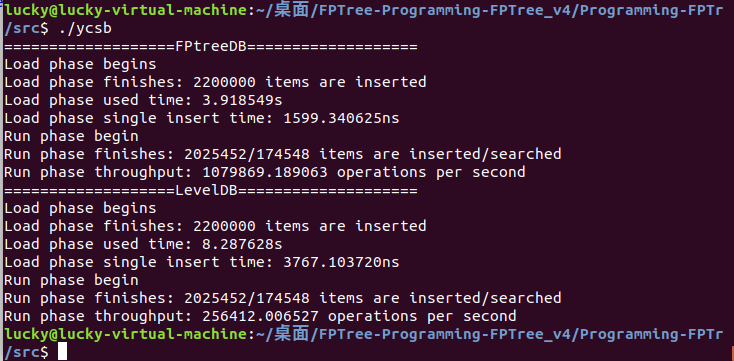 lucky@lucky-virtual-machine:~/桌面/FPTree-Programming-FPTree_v4/Programming-FPTr
/src$ ./ycsb
===================FPtreeDB===================
Load phase begins
Load phase finishes: 2200000 items are inserted
Load phase used time: 3.918549s
Load phase single insert time: 1599.340625ns
Run phase begin
Run phase finishes: 2025452/174548 items are inserted/searched
Run phase throughput: 1079869.189063 operations per second
===================LevelDB====================
Load phase begins
Load phase finishes: 2200000 items are inserted
Load phase used time: 8.287628s
Load phase single insert time: 3767.103720ns
Run phase begin
Run phase finishes: 2025452/174548 items are inserted/searched
Run phase throughput: 256412.006527 operations per second
lucky@lucky-virtual-machine:~/桌面/FPTree-Programming-FPTree_v4/Programming-FPTr
/src$